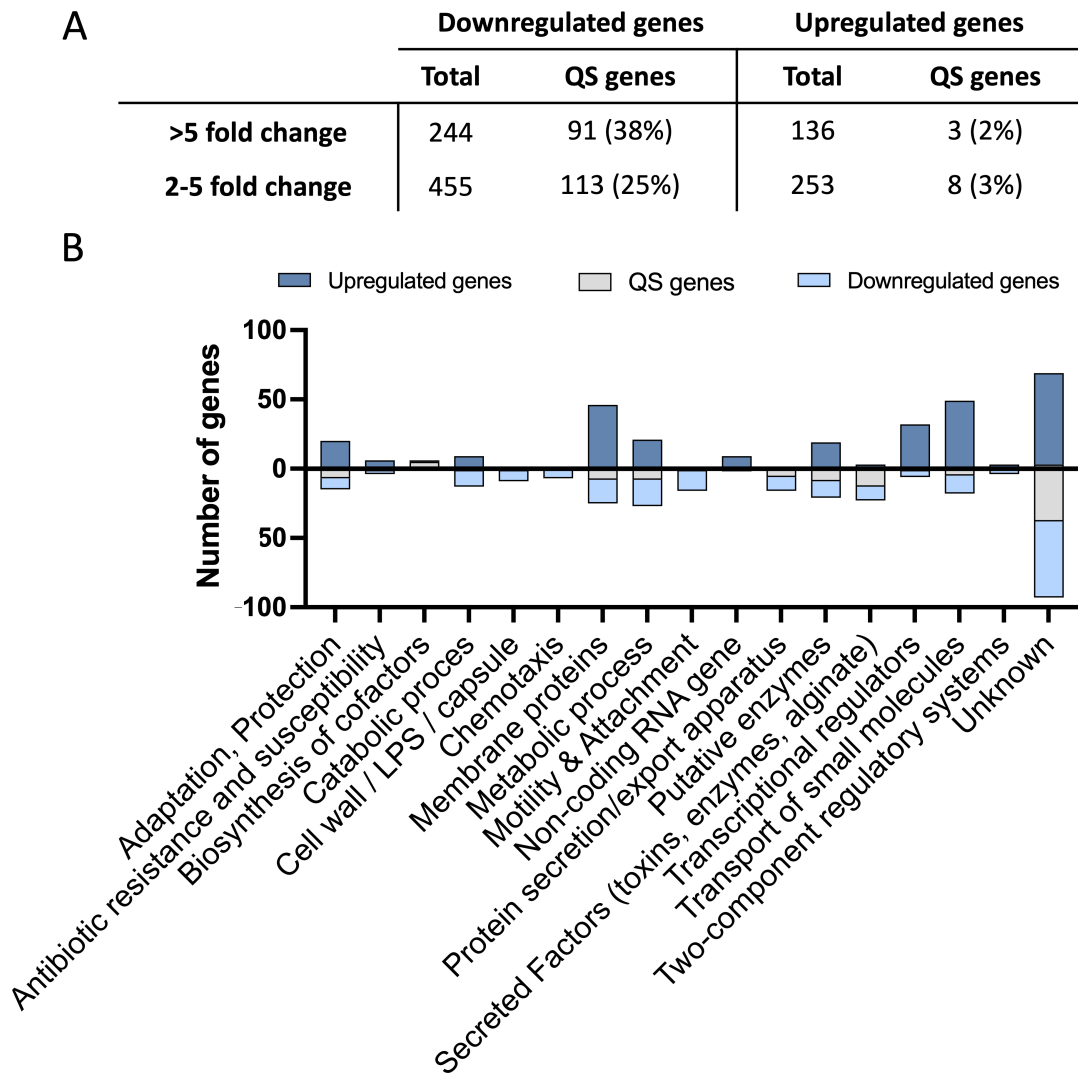 A
Downregulated genes Upregulated genes
Total QS genes Total QS genes
>5 fold change 244 91 (38%) 136 3 (2%)
2-5 fold change 455 113 (25%) 253 8 (3%)
B
Upregulated genes QS genes Downregulated genes
Number of genes
100
50
0
50
-100
Adaptation, Protection
Antibiotic resistance and susceptibility
Biosynthesis of cofactors
Catabolic proces
Cell wall / LPS / capsule
Chemotaxis
Membrane proteins
Metabolic process
Motility & Attachment
Non-coding RNA gene
Protein secretion/export apparatus
Putative enzymes
Secreted Factors (toxins, enzymes, alginate)
Transcriptional regulators
Transport of small molecules
Two-component regulatory systems
Unknown